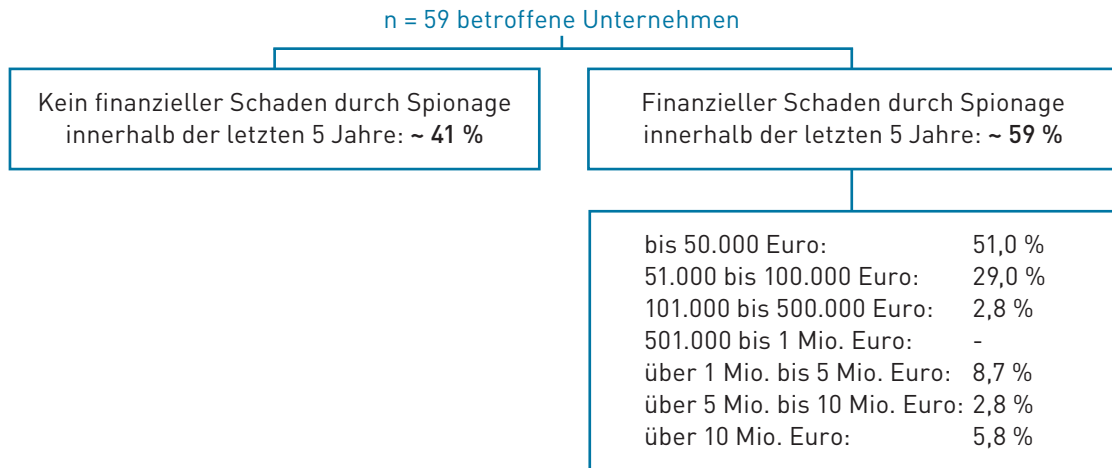 n = 59 betroffene Unternehmen
Kein finanzieller Schaden durch Spionage
innerhalb der letzten 5 Jahre: ~ 41 %
Finanzieller Schaden durch Spionage
innerhalb der letzten 5 Jahre: ~ 59 %
bis 50.000 Euro: 51,0 %
51.000 bis 100.000 Euro: 29,0 %
101.000 bis 500.000 Euro: 2,8 %
501.000 bis 1 Mio. Euro: -
über 1 Mio. bis 5 Mio. Euro: 8,7 %
über 5 Mio. bis 10 Mio. Euro: 2,8 %
über 10 Mio. Euro: 5,8 %